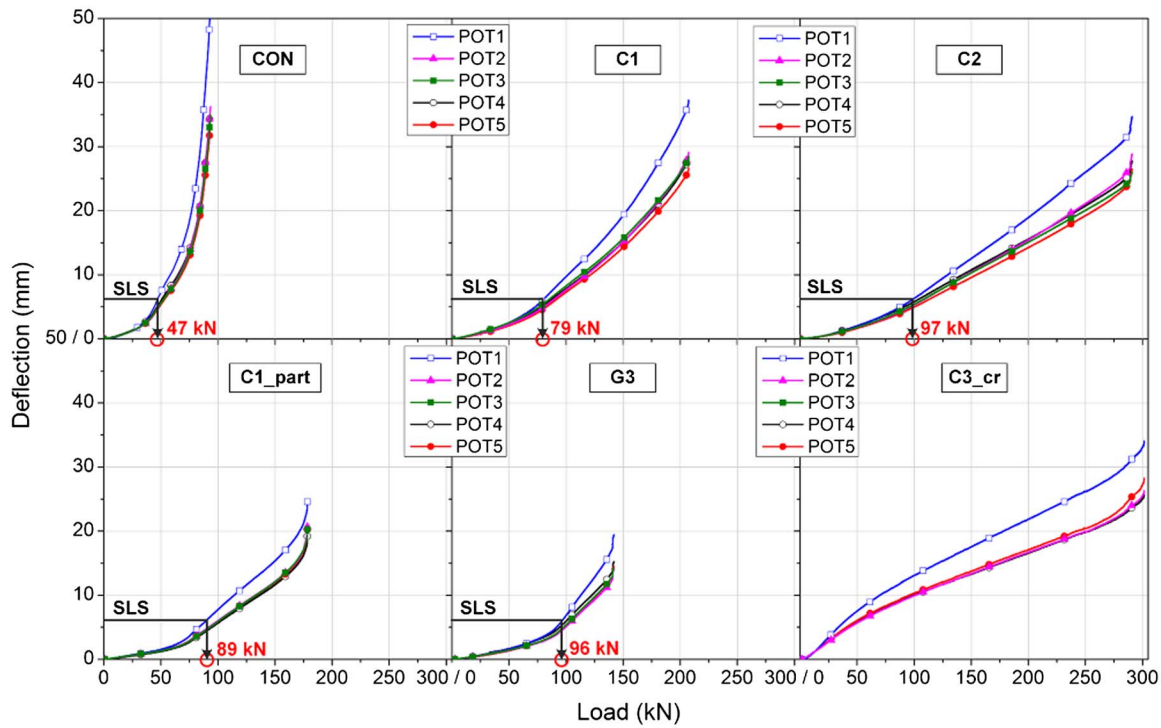 50
40
30
20
10
50 / 0
40
30
20
10
0
Deflection (mm)
CON
SLS
47 kN
POT1
POT2
POT3
POT4
POT5
C1
SLS
79 kN
POT1
POT2
POT3
POT4
POT5
C2
SLS
97 kN
C1_part
SLS
89 kN
POT1
POT2
POT3
POT4
POT5
G3
SLS
96 kN
POT1
POT2
POT3
POT4
POT5
C3_cr
0 50 100 150 200 250 300 / 0 50 100 150 200 250 300 / 0 50 100 150 200 250 300
Load (kN)